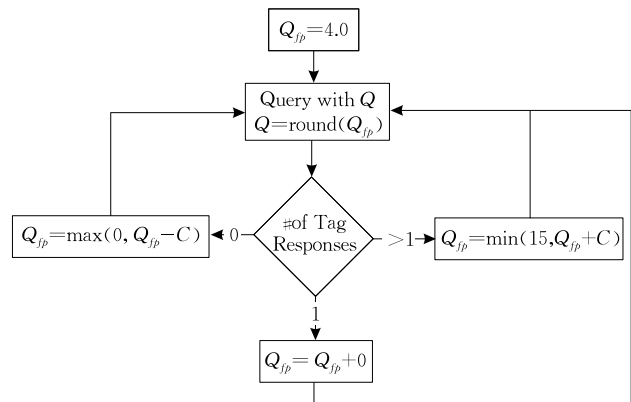 Q_fp=4.0
Query with Q
Q=round(Q_fp)
#of Tag
Responses
0
Q_fp=max(0, Q_fp−C)
>1
Q_fp=min(15,Q_fp+C)
1
Q_fp= Q_fp+0